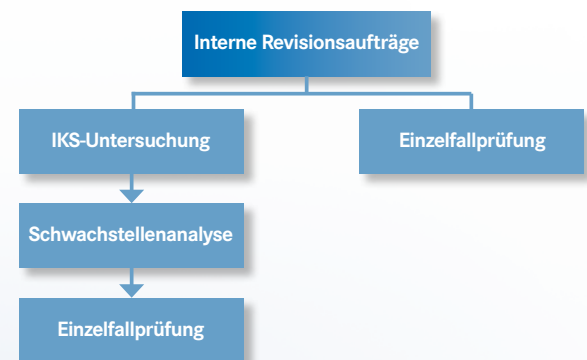 Interne Revisionsaufträge
IKS-Untersuchung
Einzelfallprüfung
Schwachstellenanalyse
Einzelfallprüfung